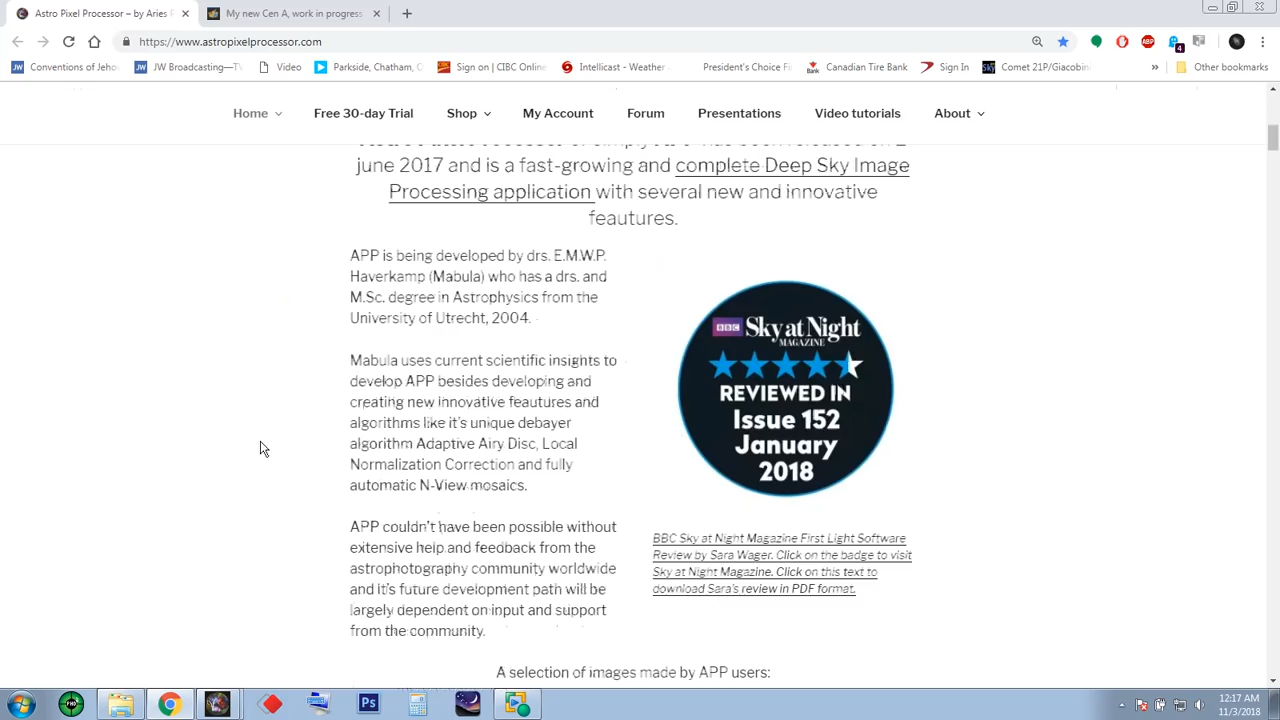 Astro Pixel Processor – by Aries P
My new Cen A, work in progress
https://www.astropixelprocessor.com
4
JW Conventions of Jeho
JW JW Broadcasting—T
Video
Parkside, Chatham, C
Sign on | CIBC Online
Intellicast - Weather
President's Choice Fi
Canadian Tire Bank
Sign In
Sky Comet 21P/Giacobin
»
Other bookmarks
Home
Free 30-day Trial
Shop
My Account
Forum
Presentations
Video tutorials
About
june 2017 and is a fast-growing and complete Deep Sky Image
Processing application with several new and innovative
feautures.
APP is being developed by drs. E.M.W.P.
Haverkamp (Mabula) who has a drs. and
M.Sc. degree in Astrophysics from the
University of Utrecht, 2004.
Mabula uses current scientific insights to
develop APP besides developing and
creating new innovative feautures and
algorithms like it's unique debayer
algorithm Adaptive Airy Disc, Local
Normalization Correction and fully
automatic N-View mosaics.
APP couldn't have been possible without
extensive help and feedback from the
astrophotography community worldwide
and it's future development path will be
largely dependent on input and support
from the community.
BBC Sky at Night
MAGAZINE
REVIEWED IN
Issue 152
January
2018
BBC Sky at Night Magazine First Light Software
Review by Sara Wager. Click on the badge to visit
Sky at Night Magazine. Click on this text to
download Sara's review in PDF format.
A selection of images made by APP users:
Ps
12:17 AM
11/3/2018